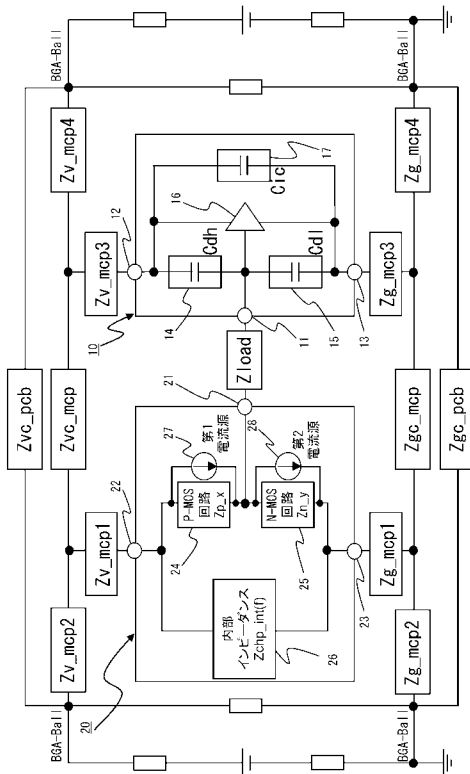 BGA-Ball
BGA-Ball
Zvc_pcb
Zv_mcp2
Zvc_mcp
Zv_mcp4
20
Zv_mcp1
22
10
Zv_mcp3
12
内部
インピーダンス
Zchp_int(f)
26
P-MOS
回路
Zp_x
24
27
第1
電流源
N-MOS
回路
Zn_y
25
28
第2
電流源
21
Zload
11
Cdh
14
Cdl
15
16
Cic
17
23
Zg_mcp1
13
Zg_mcp3
Zg_mcp2
Zgc_mcp
Zg_mcp4
Zgc_pcb
BGA-Ball
BGA-Ball